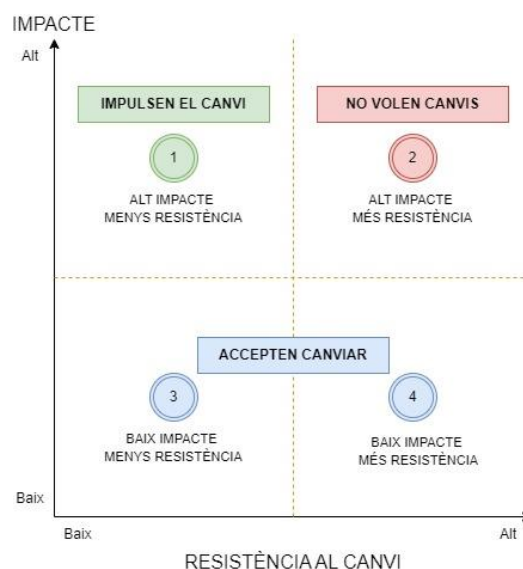 IMPACTE
Alt
IMPULSEN EL CANVI
NO VOLEN CANVIS
1
2
ALT IMPACTE
MENYS RESISTÈNCIA
ALT IMPACTE
MÉS RESISTÈNCIA
ACCEPTEN CANVIAR
3
4
BAIX IMPACTE
MENYS RESISTÈNCIA
BAIX IMPACTE
MÉS RESISTÈNCIA
Baix
Baix
Alt
RESISTÈNCIA AL CANVI